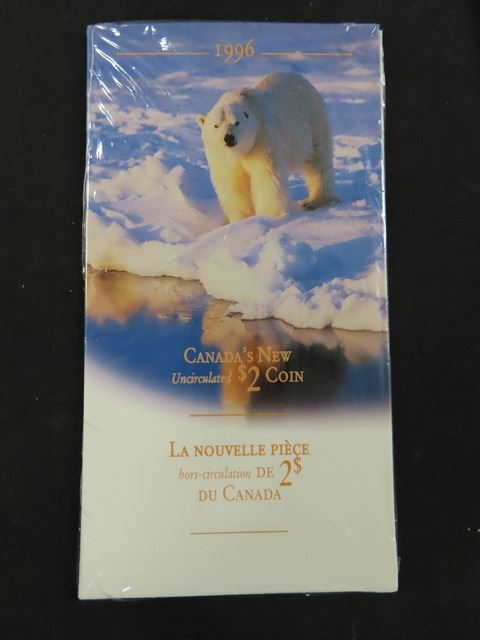 1996
CANADA'S NEW
Uncirculated $2 COIN
LA NOUVELLE PIÈCE
hors-circulation DE 2$
DU CANADA